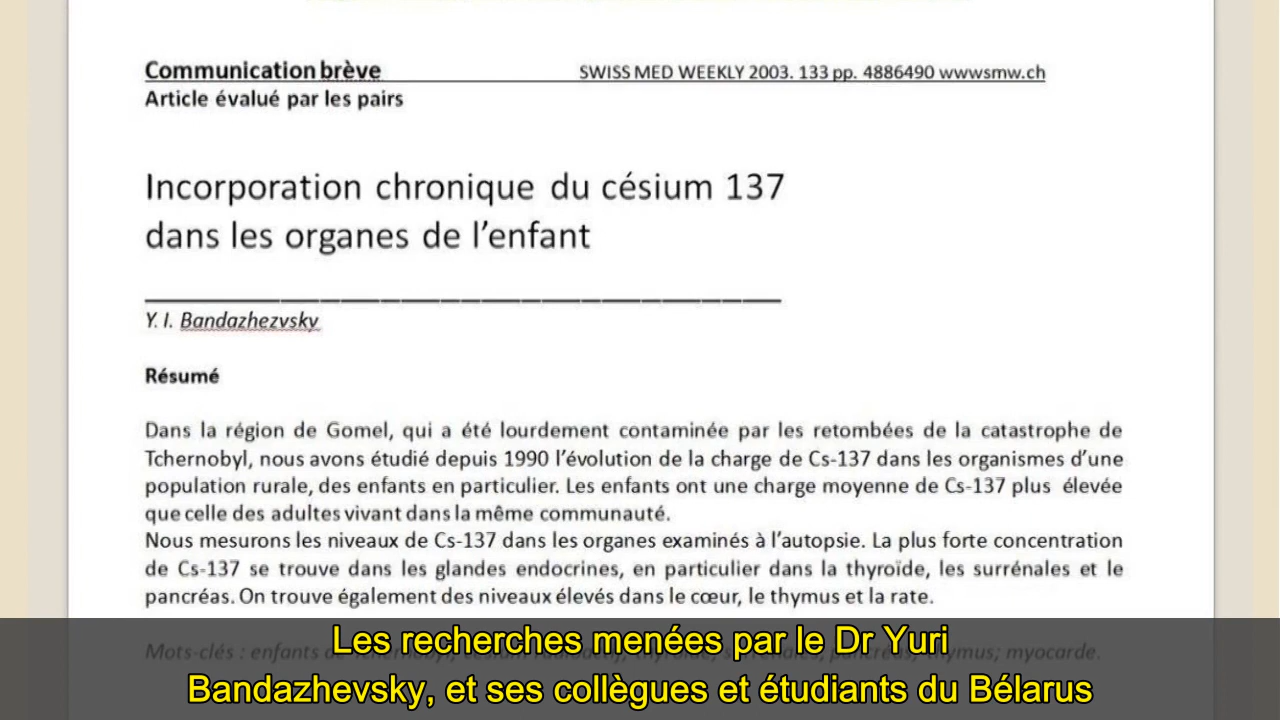 Communication brève SWISS MED WEEKLY 2003. 133 pp. 4886490 wwwsmw.ch
Article évalué par les pairs
Incorporation chronique du césium 137
dans les organes de l’enfant
Y. I. Bandazhezvsky
Résumé
Dans la région de Gomel, qui a été lourdement contaminée par les retombées de la catastrophe de
Tchernobyl, nous avons étudié depuis 1990 l’évolution de la charge de Cs-137 dans les organismes d’une
population rurale, des enfants en particulier. Les enfants ont une charge moyenne de Cs-137 plus élevée
que celle des adultes vivant dans la même communauté.
Nous mesurons les niveaux de Cs-137 dans les organes examinés à l’autopsie. La plus forte concentration
de Cs-137 se trouve dans les glandes endocrines, en particulier dans la thyroïde, les surrénales et le
pancréas. On trouve également des niveaux élevés dans le cœur, le thymus et la rate.
Mots-clés : enfants de myocarde.
Les recherches menées par le Dr Yuri
Bandazhevsky, et ses collègues et étudiants du Bélarus